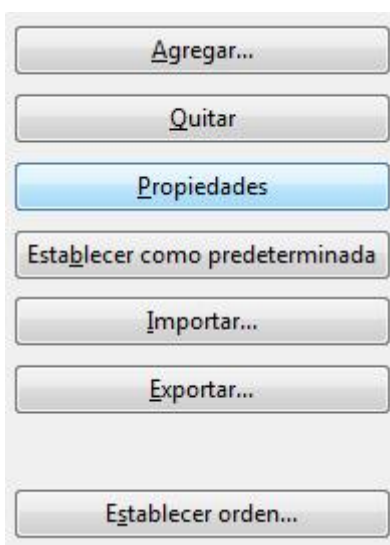 Agregar...
Quitar
Propiedades
Establecer como predeterminada
Importar...
Exportar...
Establecer orden...